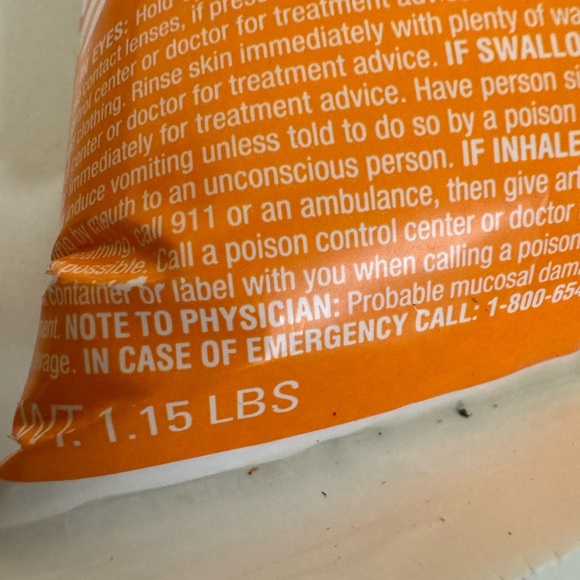 EYES: Hold
contact lenses, if pres
center or doctor for treatment
clothing. Rinse skin immediately with plenty of wa
center or doctor for treatment advice. IF SWALLO
immediately for treatment advice. Have person si
induce vomiting unless told to do so by a poison
by mouth to an unconscious person. IF INHALE
call 911 or an ambulance, then give art
possible. Call a poison control center or doctor
container or label with you when calling a poison
NOTE TO PHYSICIAN: Probable mucosal dam
IN CASE OF EMERGENCY CALL: 1-800-654
WT. 1.15 LBS